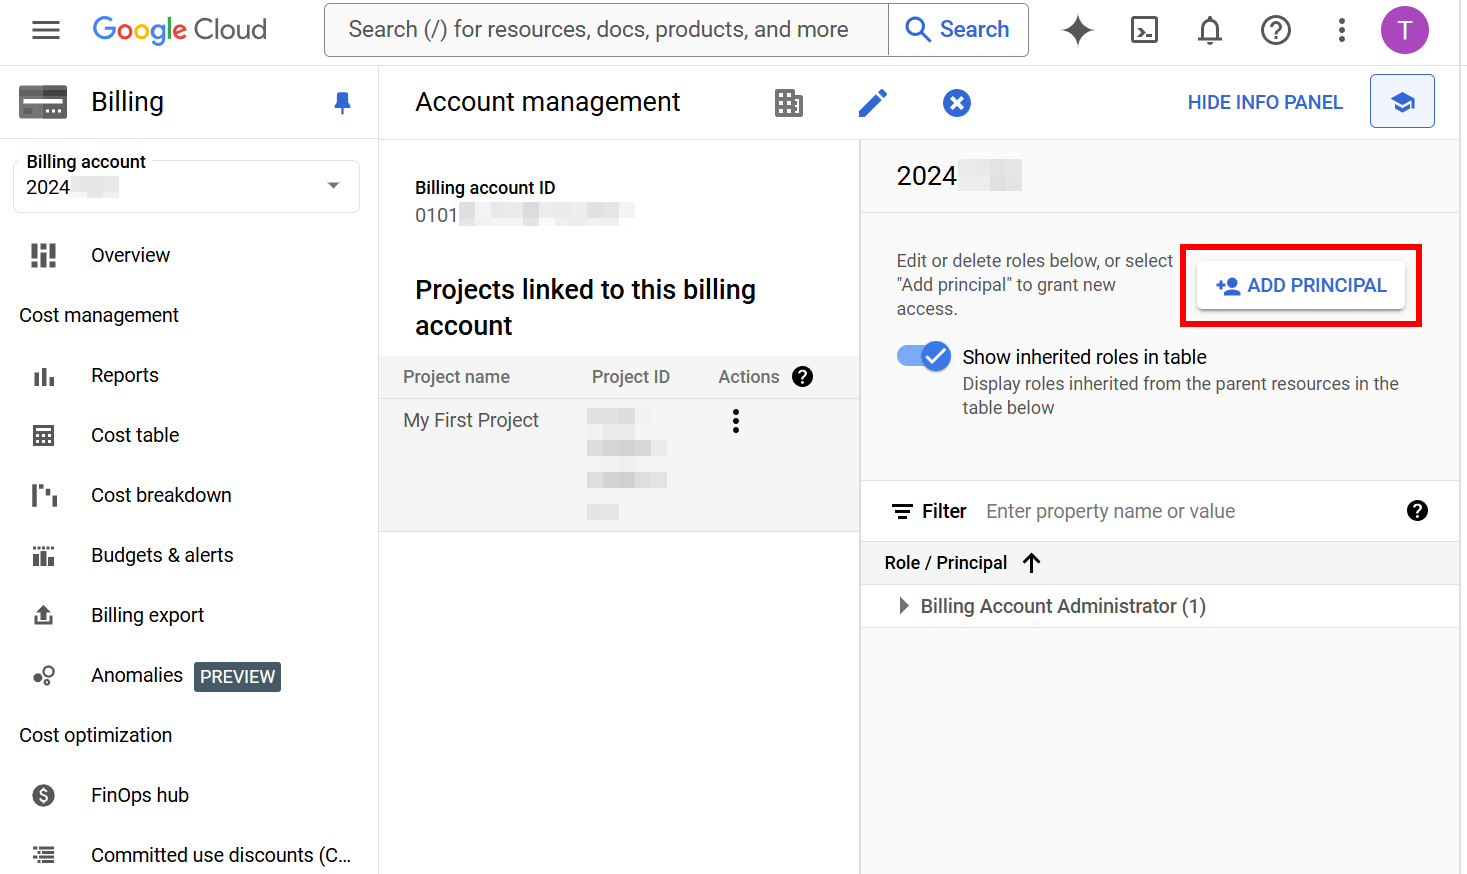 Google Cloud
Search (/) for resources, docs, products, and more
Search
T
Billing
Billing account
2024
Overview
Cost management
Reports
Cost table
Cost breakdown
Budgets & alerts
Billing export
Anomalies PREVIEW
Cost optimization
FinOps hub
Committed use discounts (C...
Account management
HIDE INFO PANEL
Billing account ID
0101
Projects linked to this billing
account
Project name Project ID Actions
My First Project
2024
Edit or delete roles below, or select
"Add principal" to grant new
access.
ADD PRINCIPAL
Show inherited roles in table
Display roles inherited from the parent resources in the
table below
Filter Enter property name or value
Role / Principal
Billing Account Administrator (1)